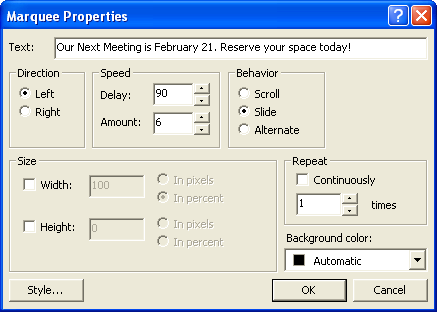 Marquee Properties
Text: Our Next Meeting is February 21. Reserve your space today!
Direction
Left
Right
Speed
Delay: 90
Amount: 6
Behavior
Scroll
Slide
Alternate
Size
Width: 100
In pixels
In percent
Height: 0
In pixels
In percent
Repeat
Continuously
1 times
Background color:
Automatic
Style...
OK
Cancel